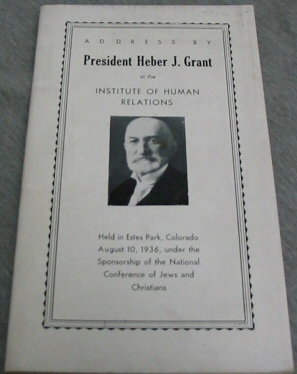 ADDRESS BY
President Heber J. Grant
at the
INSTITUTE OF HUMAN
RELATIONS
Held in Estes Park, Colorado
August 10, 1936, under the
Sponsorship of the National
Conference of Jews and
Christians